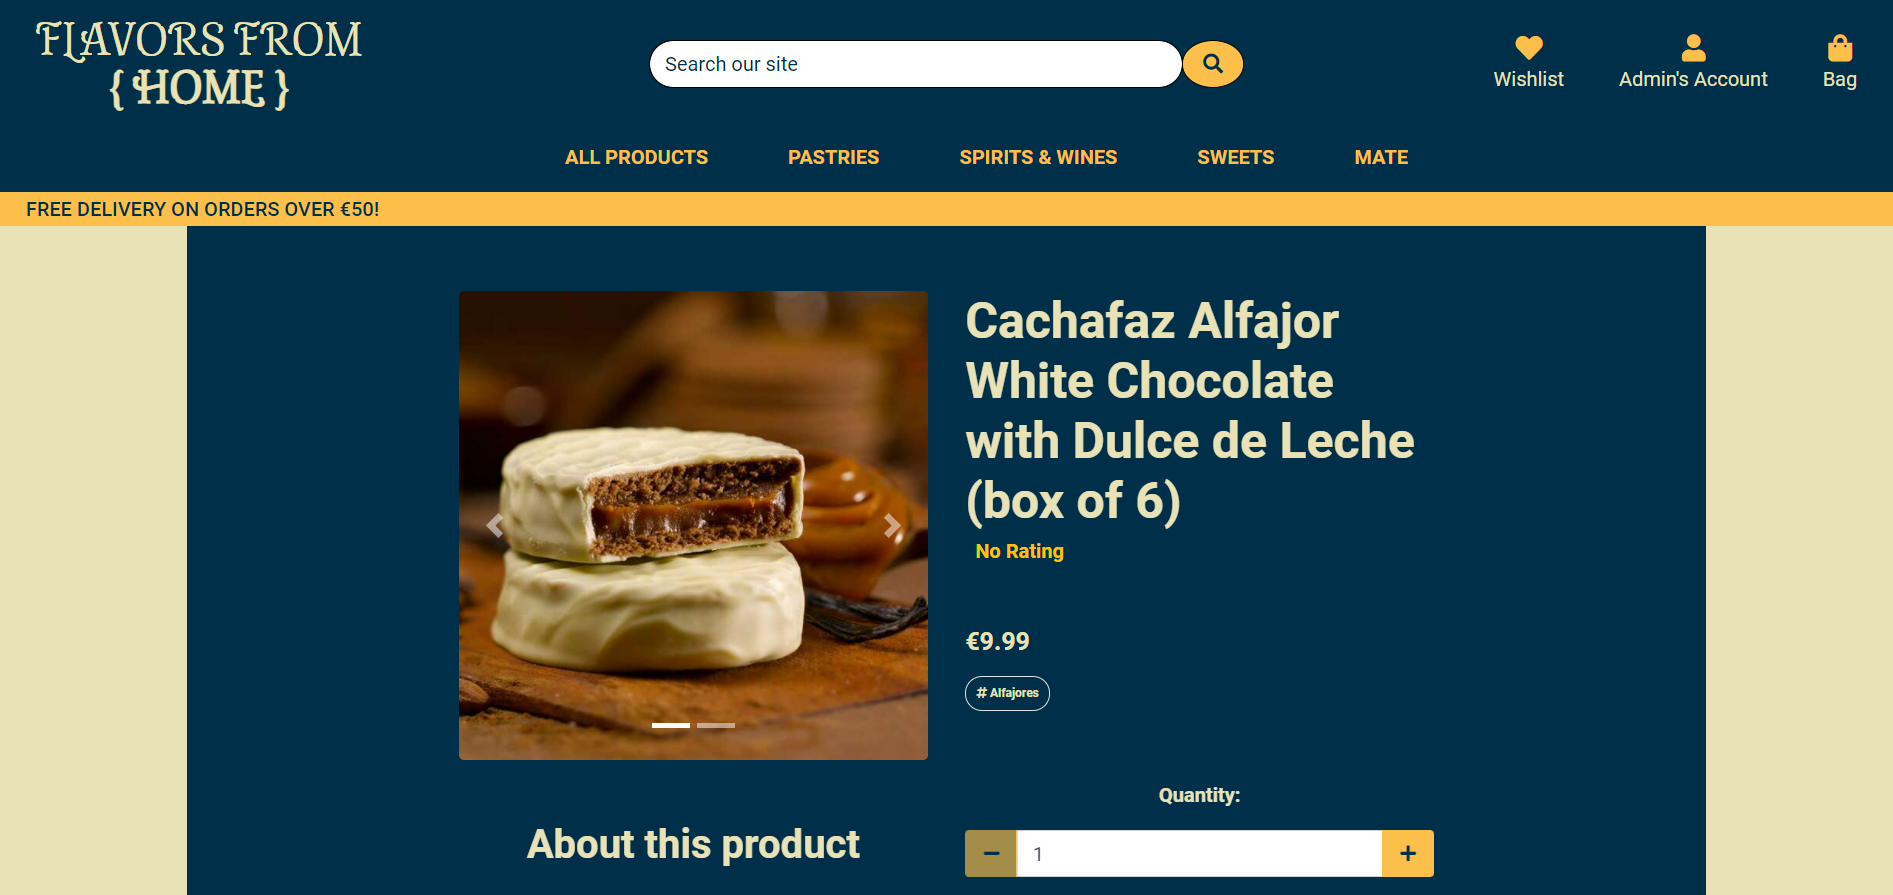 FLAVORS FROM
{ HOME }
Search our site
Wishlist
Admin's Account
Bag
ALL PRODUCTS
PASTRIES
SPIRITS & WINES
SWEETS
MATE
FREE DELIVERY ON ORDERS OVER €50!
Cachafaz Alfajor
White Chocolate
with Dulce de Leche
(box of 6)
No Rating
€9.99
# Alfajores
Quantity:
− 1 +
About this product